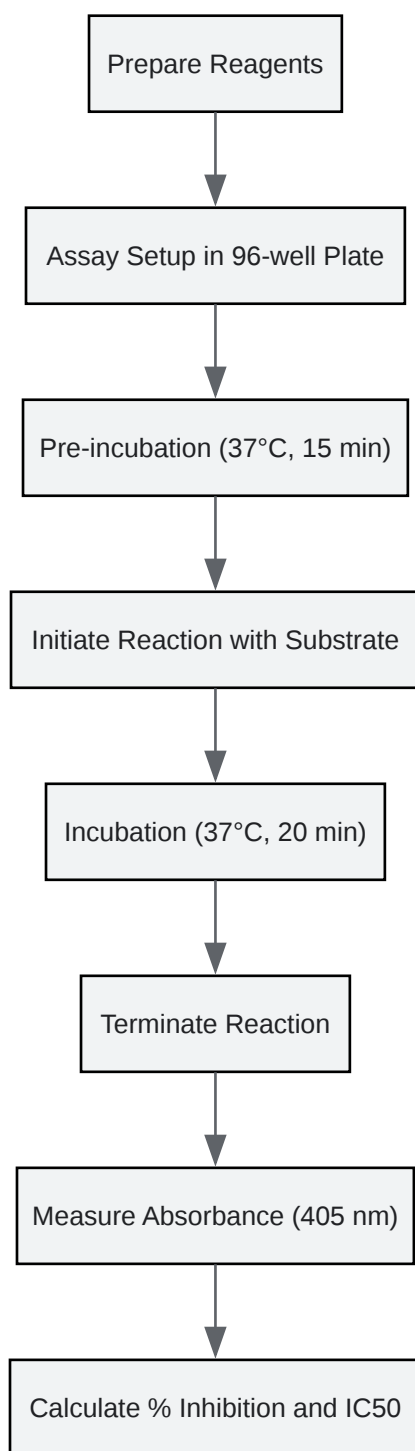 Prepare Reagents
Assay Setup in 96-well Plate
Pre-incubation (37°C, 15 min)
Initiate Reaction with Substrate
Incubation (37°C, 20 min)
Terminate Reaction
Measure Absorbance (405 nm)
Calculate % Inhibition and IC50